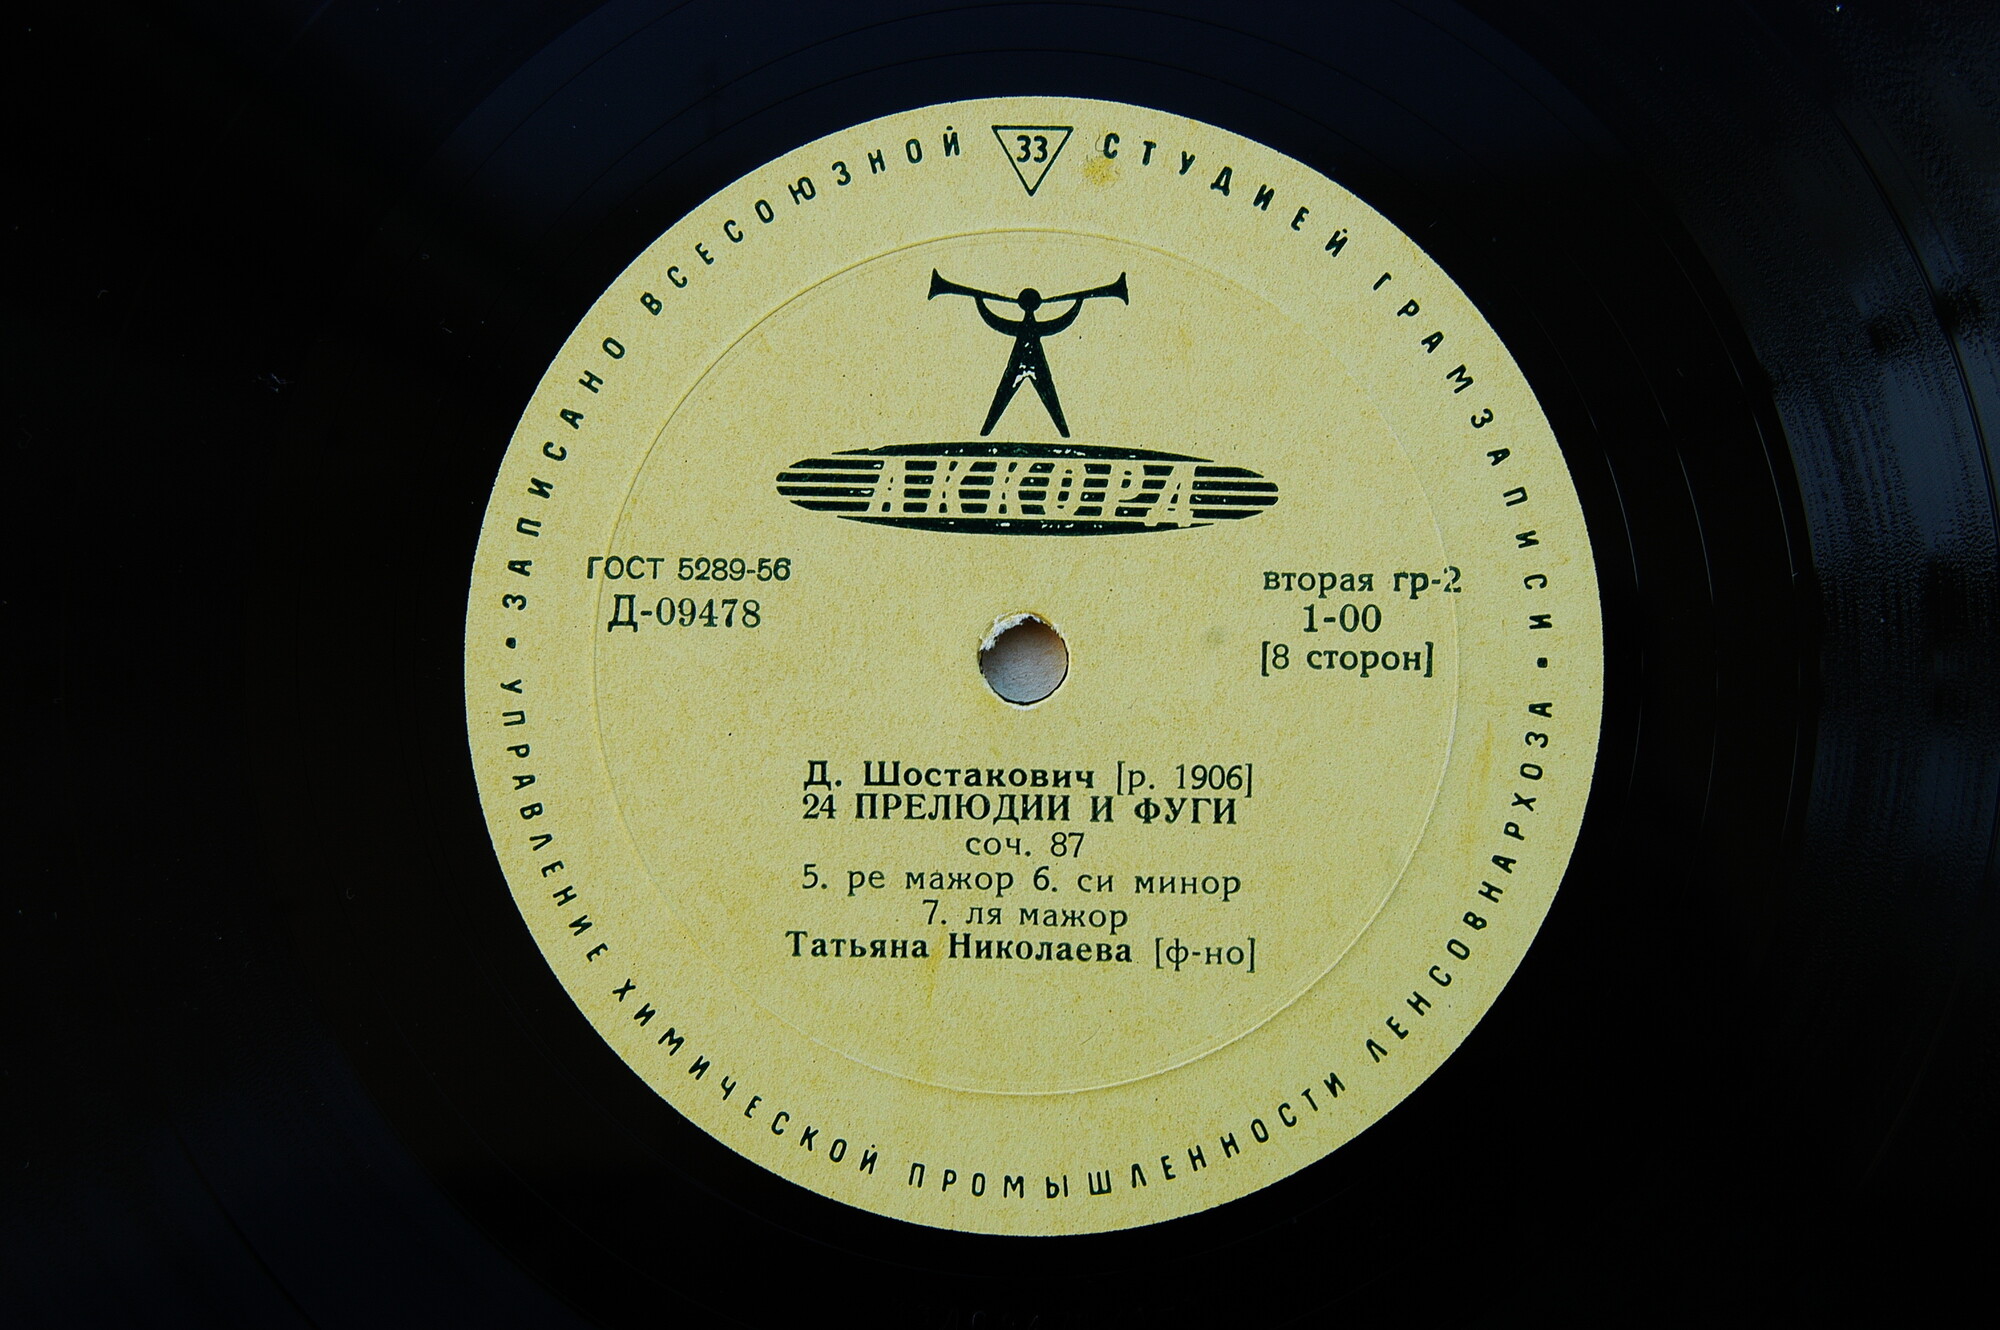 ЗАПИСАНО ВСЕСОЮЗНОЙ 33 СТУДИЕЙ ГРАМЗАПИСИ
АККОРД
ГОСТ 5289-56
Д-09478
вторая гр-2
1-00
[8 сторон]
Д. Шостакович [р. 1906]
24 ПРЕЛЮДИИ И ФУГИ
соч. 87
5. ре мажор 6. си минор
7. ля мажор
Татьяна Николаева [ф-но]
УПРАВЛЕНИЕ ХИМИЧЕСКОЙ ПРОМЫШЛЕННОСТИ ЛЕНСОВНАРХОЗА